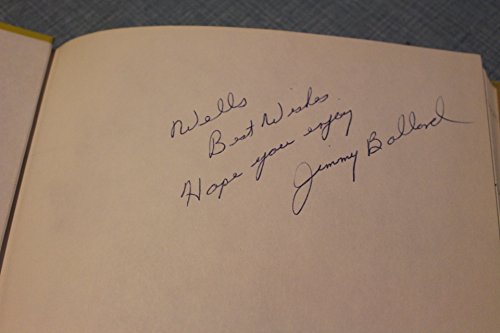 Wells
Best Wishes
Hope you enjoy
Jimmy Ballard